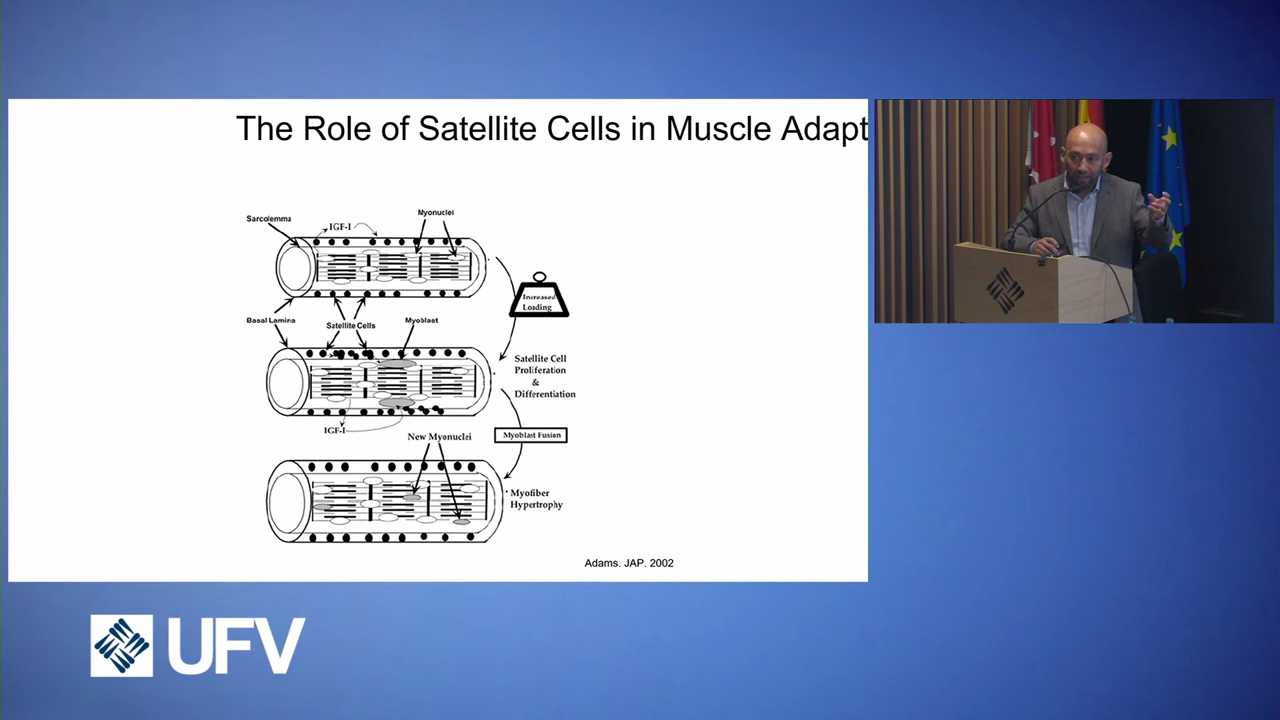 The Role of Satellite Cells in Muscle Adapt
Sarcolemma
IGF-I
Myonuclei
Increased
Loading
Basal Lamina
Satellite Cells
Myoblast
Satellite Cell
Proliferation
&
Differentiation
IGF-I
New Myonuclei
Myoblast Fusion
Myofiber
Hypertrophy
Adams. JAP. 2002
UFV